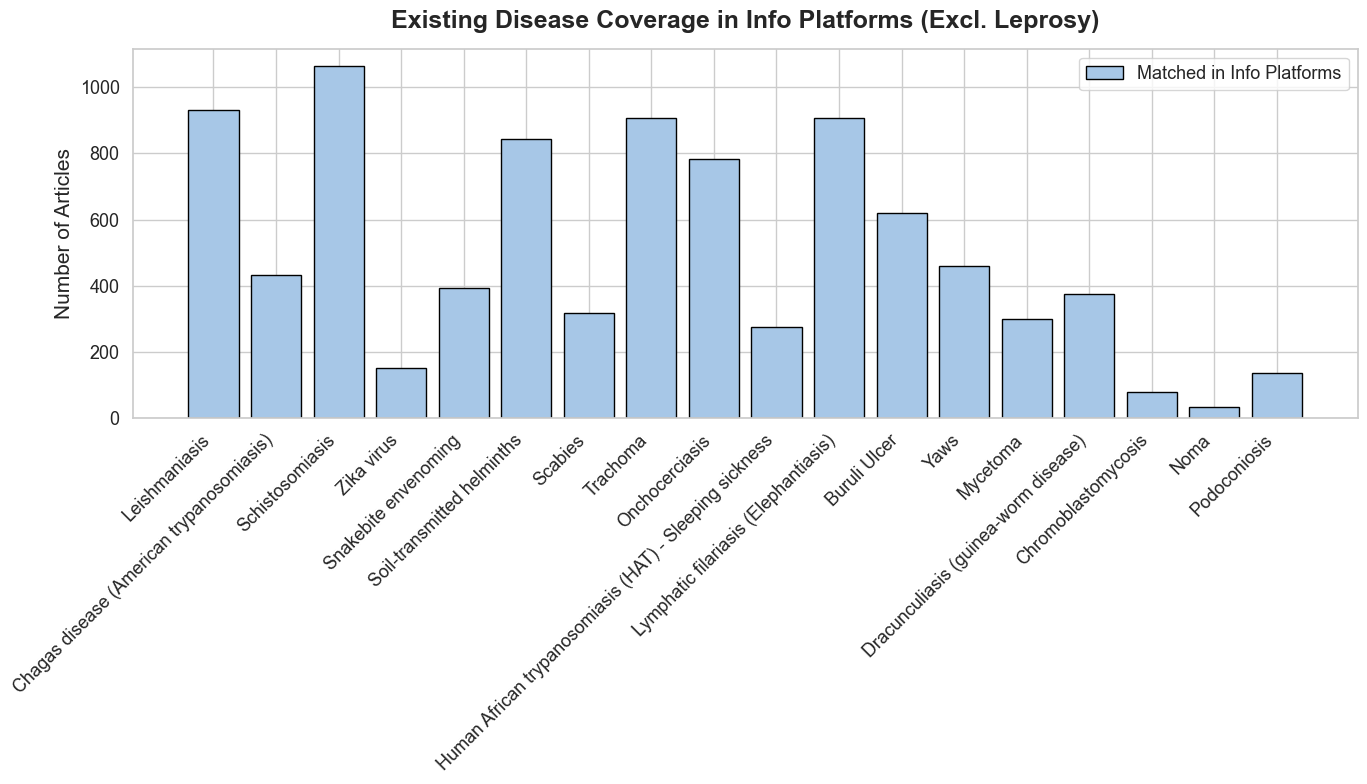 Existing Disease Coverage in Info Platforms (Excl. Leprosy)
Matched in Info Platforms
Number of Articles
1000
800
600
400
200
0
Leishmaniasis
Chagas disease (American trypanosomiasis)
Schistosomiasis
Zika virus
Snakebite envenoming
Soil-transmitted helminths
Scabies
Trachoma
Onchocerciasis
Human African trypanosomiasis (HAT) - Sleeping sickness
Lymphatic filariasis (Elephantiasis)
Buruli Ulcer
Yaws
Mycetoma
Dracunculiasis (guinea-worm disease)
Chromoblastomycosis
Noma
Podoconiosis